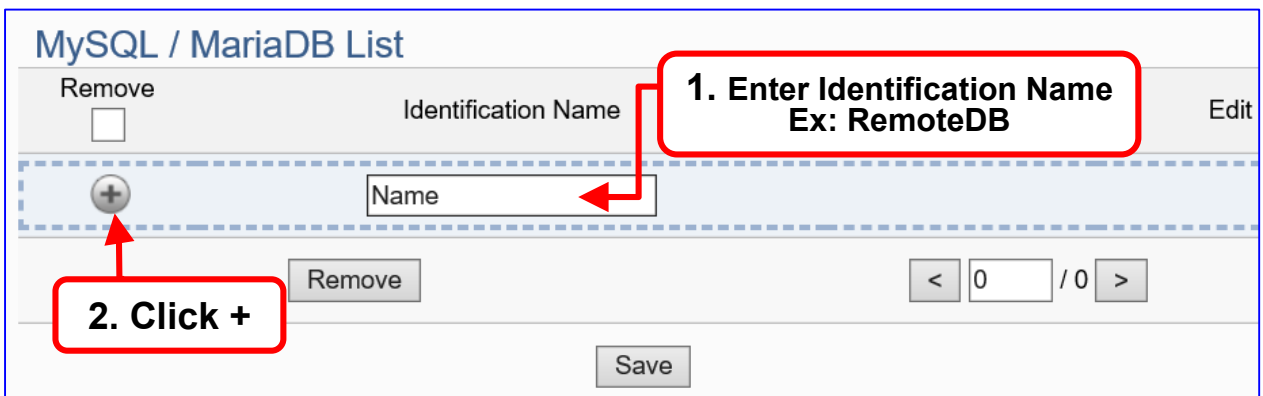 MySQL / MariaDB List
Remove
Identification Name
1. Enter Identification Name
Ex: RemoteDB
Edit
+
Name
Remove
< 0 / 0 >
2. Click +
Save